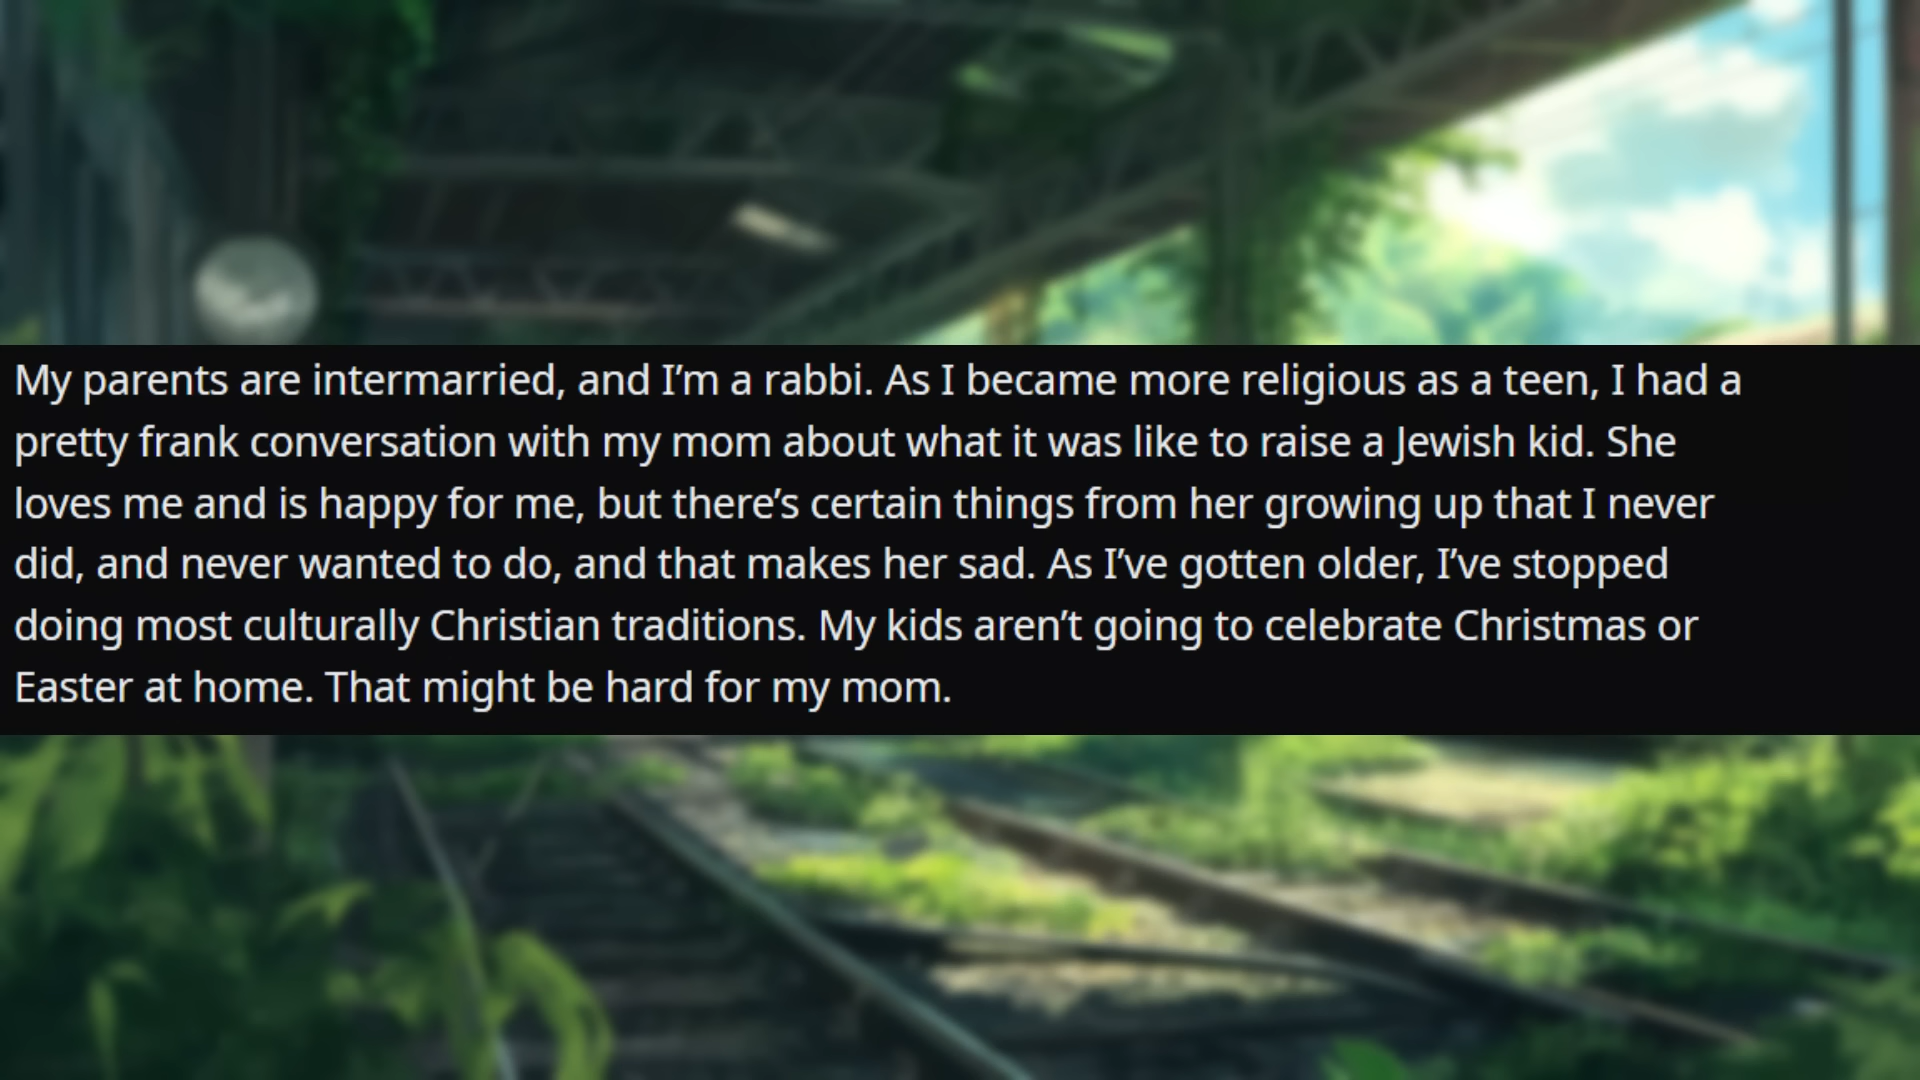 My parents are intermarried, and I’m a rabbi. As I became more religious as a teen, I had a
pretty frank conversation with my mom about what it was like to raise a Jewish kid. She
loves me and is happy for me, but there’s certain things from her growing up that I never
did, and never wanted to do, and that makes her sad. As I’ve gotten older, I’ve stopped
doing most culturally Christian traditions. My kids aren’t going to celebrate Christmas or
Easter at home. That might be hard for my mom.